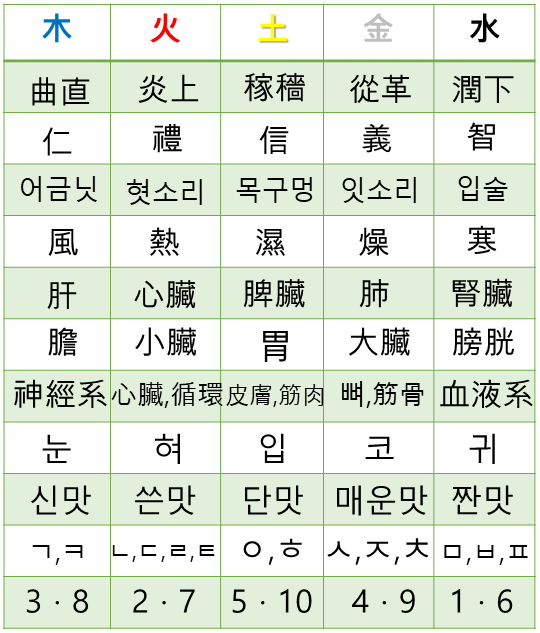 木 火 土 金 水
曲直 炎上 稼穡 從革 潤下
仁 禮 信 義 智
어금닛 혓소리 목구멍 잇소리 입술
風 熱 濕 燥 寒
肝 心臟 脾臟 肺 腎臟
膽 小腸 胃 大腸 膀胱
神經系 心臟,循環 皮膚,筋肉 뼈,筋骨 血液系
눈 혀 입 코 귀
신맛 쓴맛 단맛 매운맛 짠맛
ㄱ,ㅋ ㄴ,ㄷ,ㄹ,ㅌ ㅇ,ㅎ ㅅ,ㅈ,ㅊ ㅁ,ㅂ,ㅍ
3 · 8 2 · 7 5 · 10 4 · 9 1 · 6